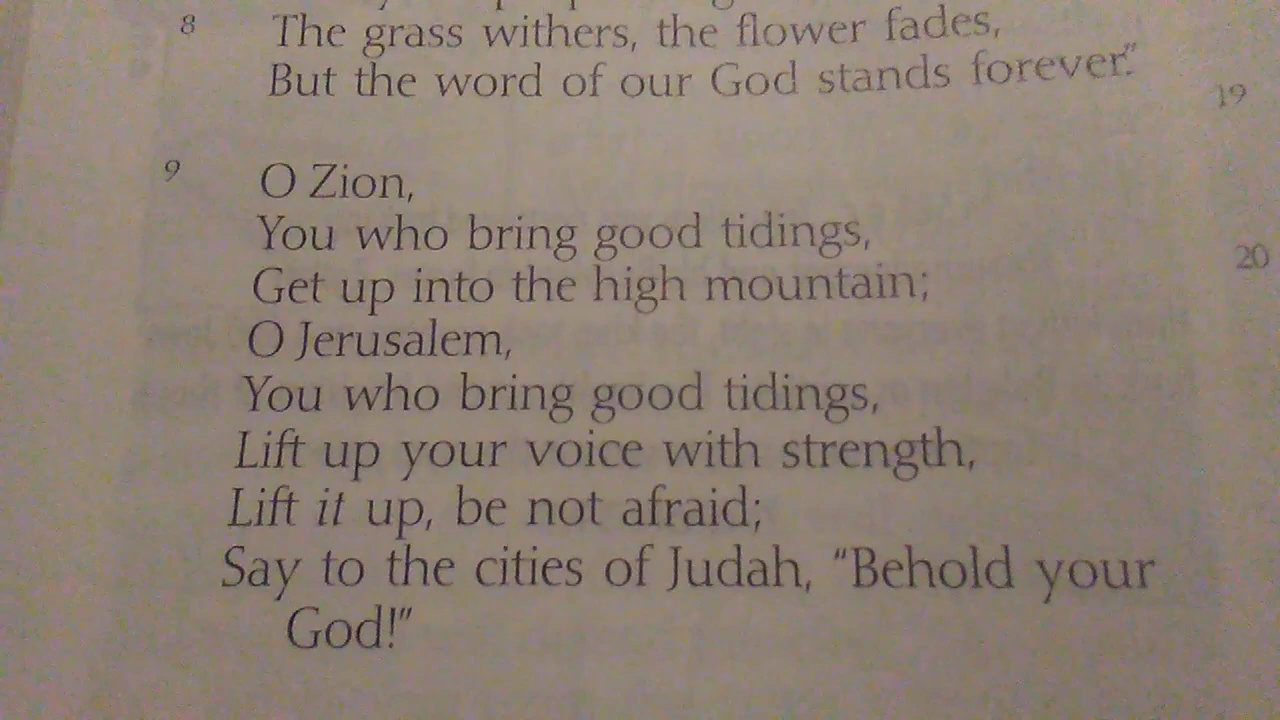 8 The grass withers, the flower fades,
But the word of our God stands forever."
19
9 O Zion,
You who bring good tidings,
20
Get up into the high mountain;
O Jerusalem,
You who bring good tidings,
Lift up your voice with strength,
Lift it up, be not afraid;
Say to the cities of Judah, "Behold your
God!"